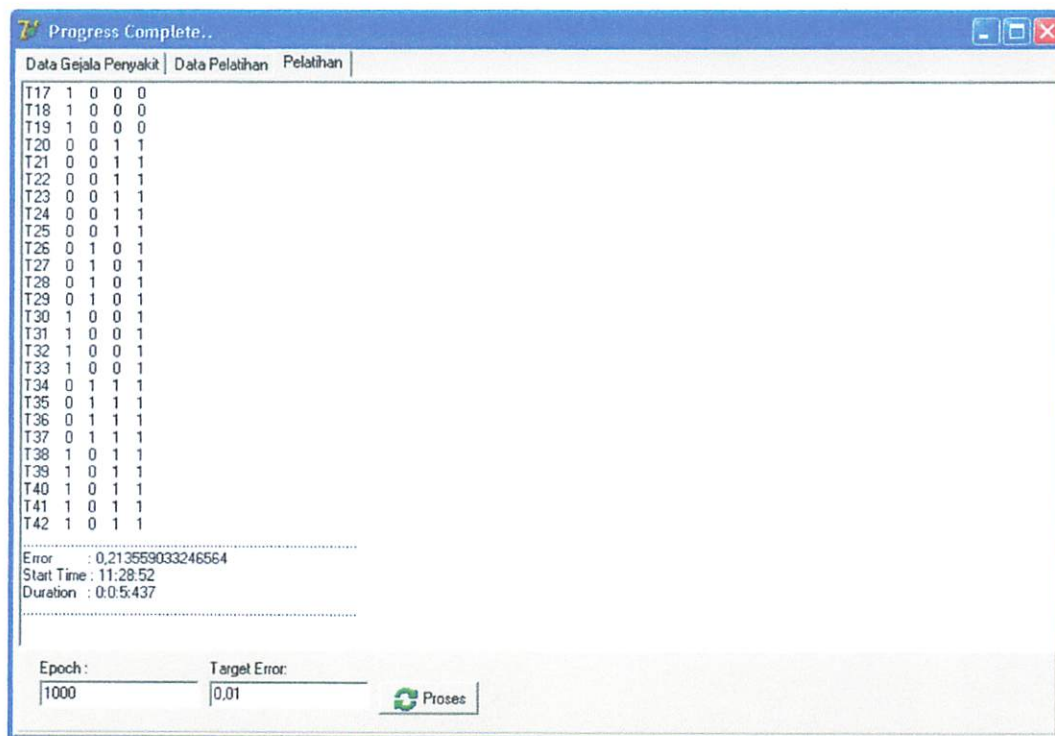 Progress Complete..
Data Gejala Penyakit Data Pelatihan Pelatihan
T17 1 0 0 0
T18 1 0 0 0
T19 1 0 0 0
T20 0 0 1 1
T21 0 0 1 1
T22 0 0 1 1
T23 0 0 1 1
T24 0 0 1 1
T25 0 0 1 1
T26 0 1 0 1
T27 0 1 0 1
T28 0 1 0 1
T29 0 1 0 1
T30 1 0 0 1
T31 1 0 0 1
T32 1 0 0 1
T33 1 0 0 1
T34 0 1 1 1
T35 0 1 1 1
T36 0 1 1 1
T37 0 1 1 1
T38 1 0 1 1
T39 1 0 1 1
T40 1 0 1 1
T41 1 0 1 1
T42 1 0 1 1
Error : 0,213559033246564
Start Time : 11:28:52
Duration : 0:0:5:437
Epoch : Target Error:
1000 0,01 Proses